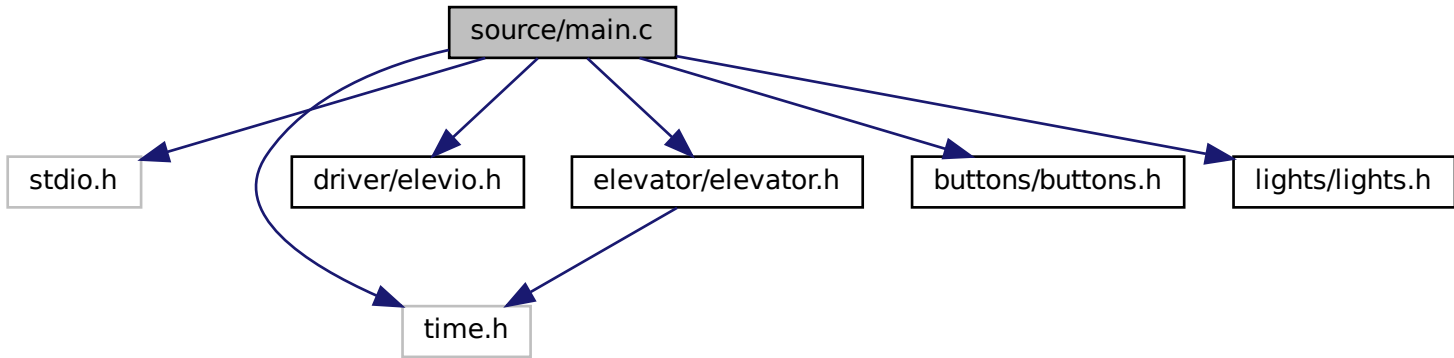 source/main.c
stdio.h
driver/elevio.h
elevator/elevator.h
buttons/buttons.h
lights/lights.h
time.h